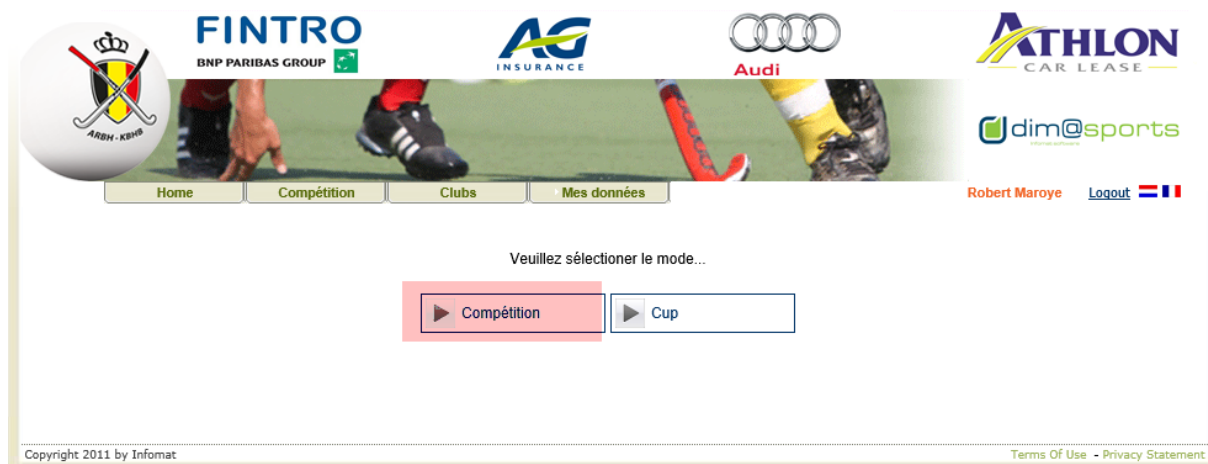 FINTRO
BNP PARIBAS GROUP
AG
INSURANCE
Audi
ATHLON
CAR LEASE
ARBH - KBHB
dim@sports
Home Compétition Clubs Mes données Robert Maroye Logout
Veuillez sélectioner le mode...
Compétition Cup
Copyright 2011 by Infomat Terms Of Use - Privacy Statement